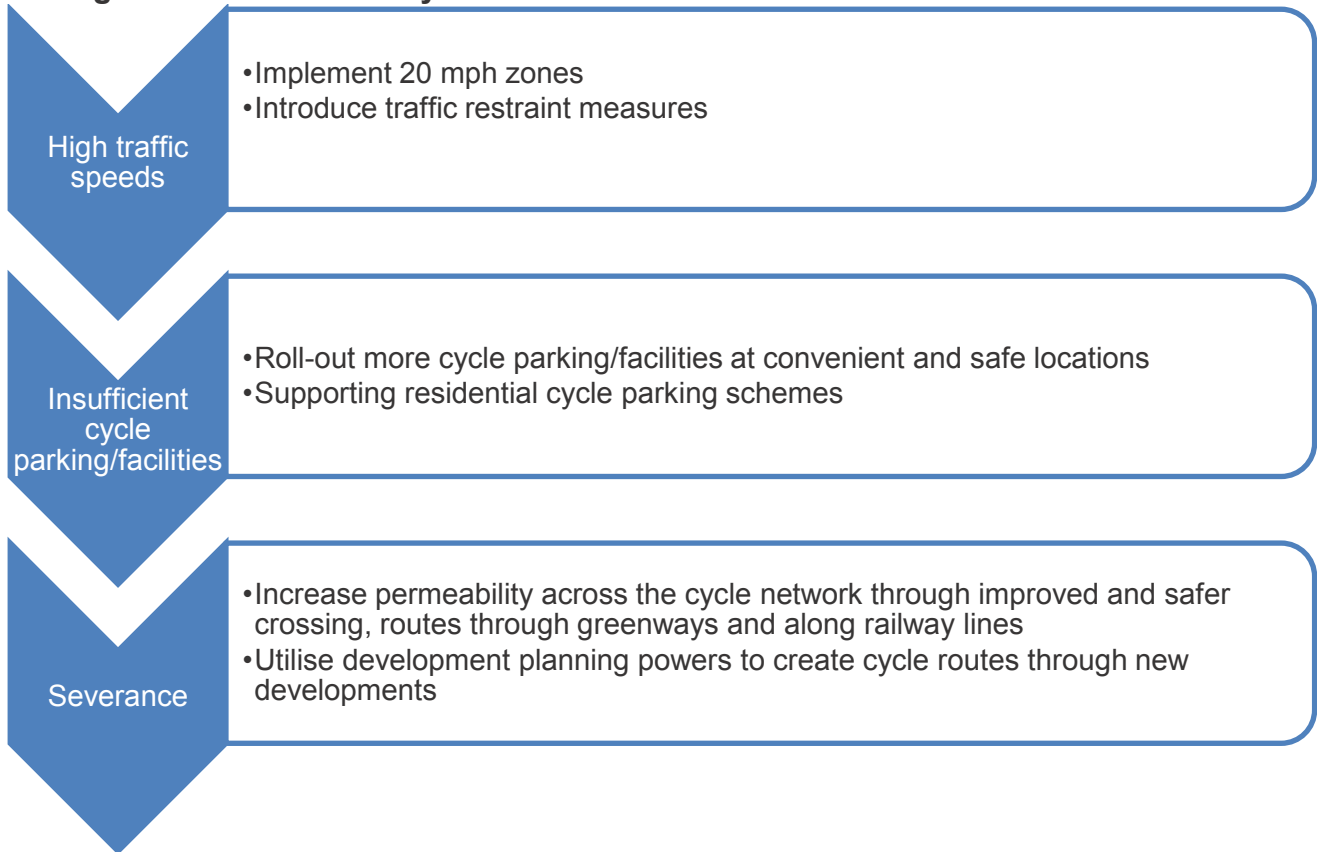 High traffic
speeds
•Implement 20 mph zones
•Introduce traffic restraint measures
Insufficient
cycle
parking/facilities
•Roll-out more cycle parking/facilities at convenient and safe locations
•Supporting residential cycle parking schemes
Severance
•Increase permeability across the cycle network through improved and safer
crossing, routes through greenways and along railway lines
•Utilise development planning powers to create cycle routes through new
developments